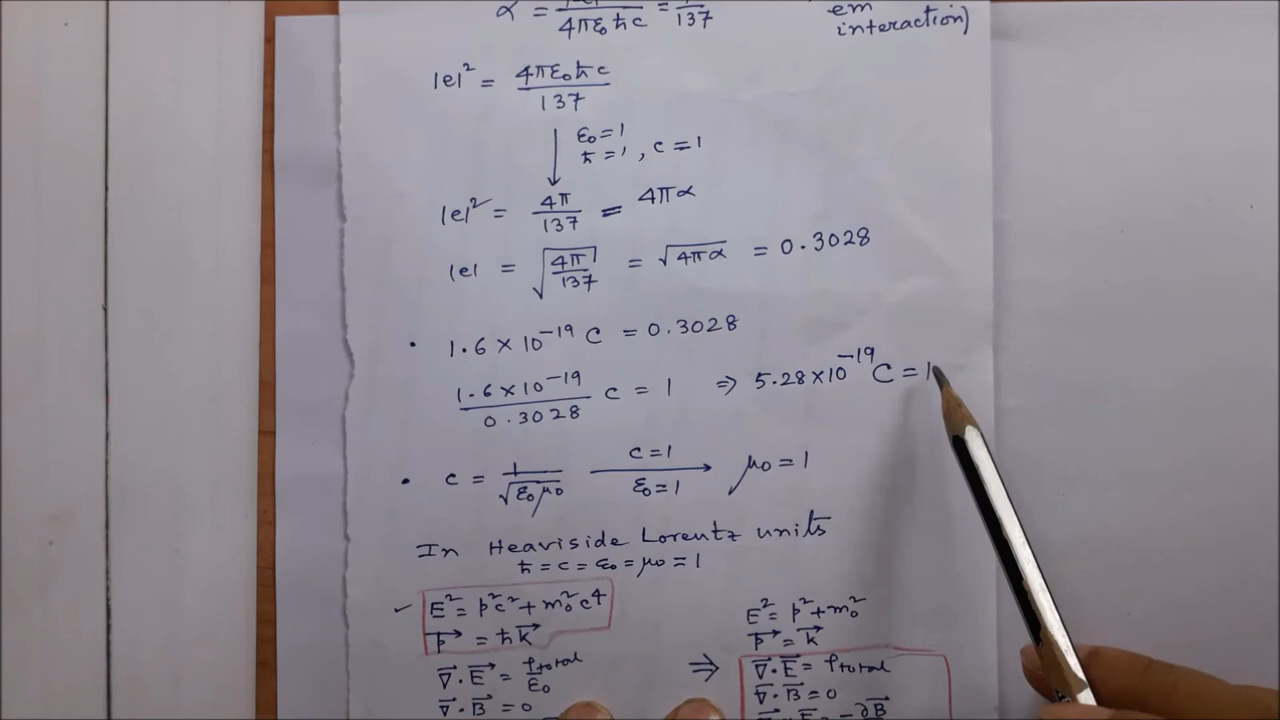 α = |e|²/4πε₀ħc = 1/137
em
interaction)
|e|² = 4πε₀ħc/137
ε₀=1
ħ=1, c=1
|e|² = 4π/137 = 4πα
|e| = √(4π/137) = √(4πα) = 0.3028
• 1.6×10⁻¹⁹ C = 0.3028
1.6×10⁻¹⁹/0.3028 C = 1 ⇒ 5.28×10⁻¹⁹C = 1
• c = 1/√(ε₀μ₀) c=1 → ε₀=1 μ₀=1
In Heaviside Lorentz units
ħ = c = ε₀ = μ₀ = 1
✓ E² = p²c² + m₀²c⁴
E² = p² + m₀²
p⃗ = ħk⃗
p⃗ = k⃗
∇⃗·E⃗ = ρtotal/ε₀ ⇒ ∇⃗·E⃗ = ρtotal
∇⃗·B⃗ = 0
∇⃗·B⃗ = 0